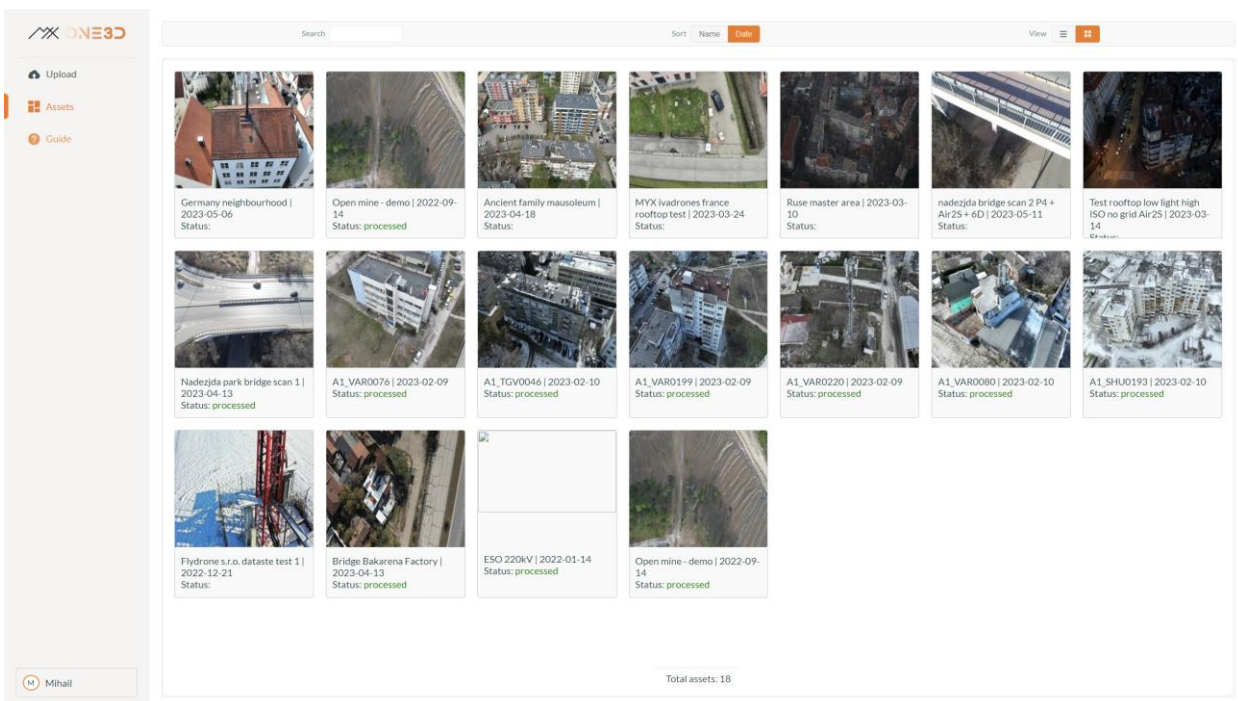 ONE3D
Search
Sort Name Date
View
Upload
Assets
Guide
Germany neighbourhood |
2023-05-06
Status:
Open mine - demo | 2022-09-
14
Status: processed
Ancient family mausoleum |
2023-04-18
Status:
MYX ivadrones france
rooftop test | 2023-03-24
Status:
Ruse master area | 2023-03-
10
Status:
nadezjda bridge scan 2 P4 +
Air2S + 6D | 2023-05-11
Status:
Test rooftop low light high
ISO no grid Air2S | 2023-03-
14
Status:
Nadezjda park bridge scan 1 |
2023-04-13
Status: processed
A1_VAR0076 | 2023-02-09
Status: processed
A1_TGV0046 | 2023-02-10
Status: processed
A1_VAR0199 | 2023-02-09
Status: processed
A1_VAR0220 | 2023-02-09
Status: processed
A1_VAR0080 | 2023-02-10
Status: processed
A1_SHU0193 | 2023-02-10
Status: processed
Flydrone s.r.o. dataste test 1 |
2022-12-21
Status:
Bridge Bakarena Factory |
2023-04-13
Status: processed
ESO 220kV | 2022-01-14
Status: processed
Open mine - demo | 2022-09-
14
Status: processed
M Mihail
Total assets: 18